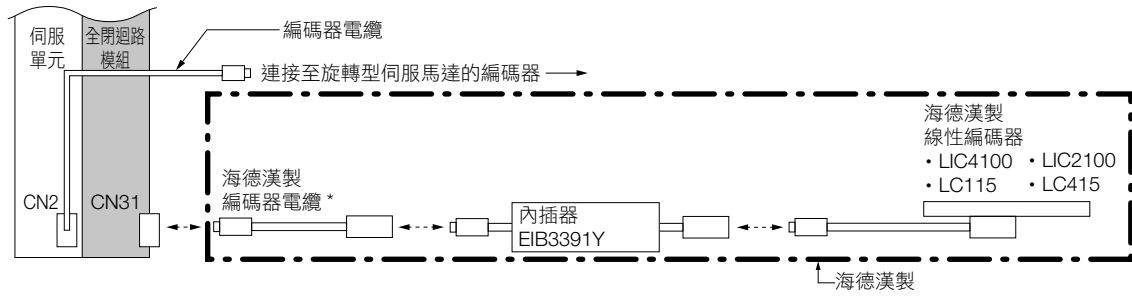 伺服
單元
全閉迴路
模組
編碼器電纜
連接至旋轉型伺服馬達的編碼器
海德漢製
線性編碼器
・LIC4100 ・LIC2100
・LC115 ・LC415
CN2
CN31
海德漢製
編碼器電纜 *
內插器
EIB3391Y
海德漢製